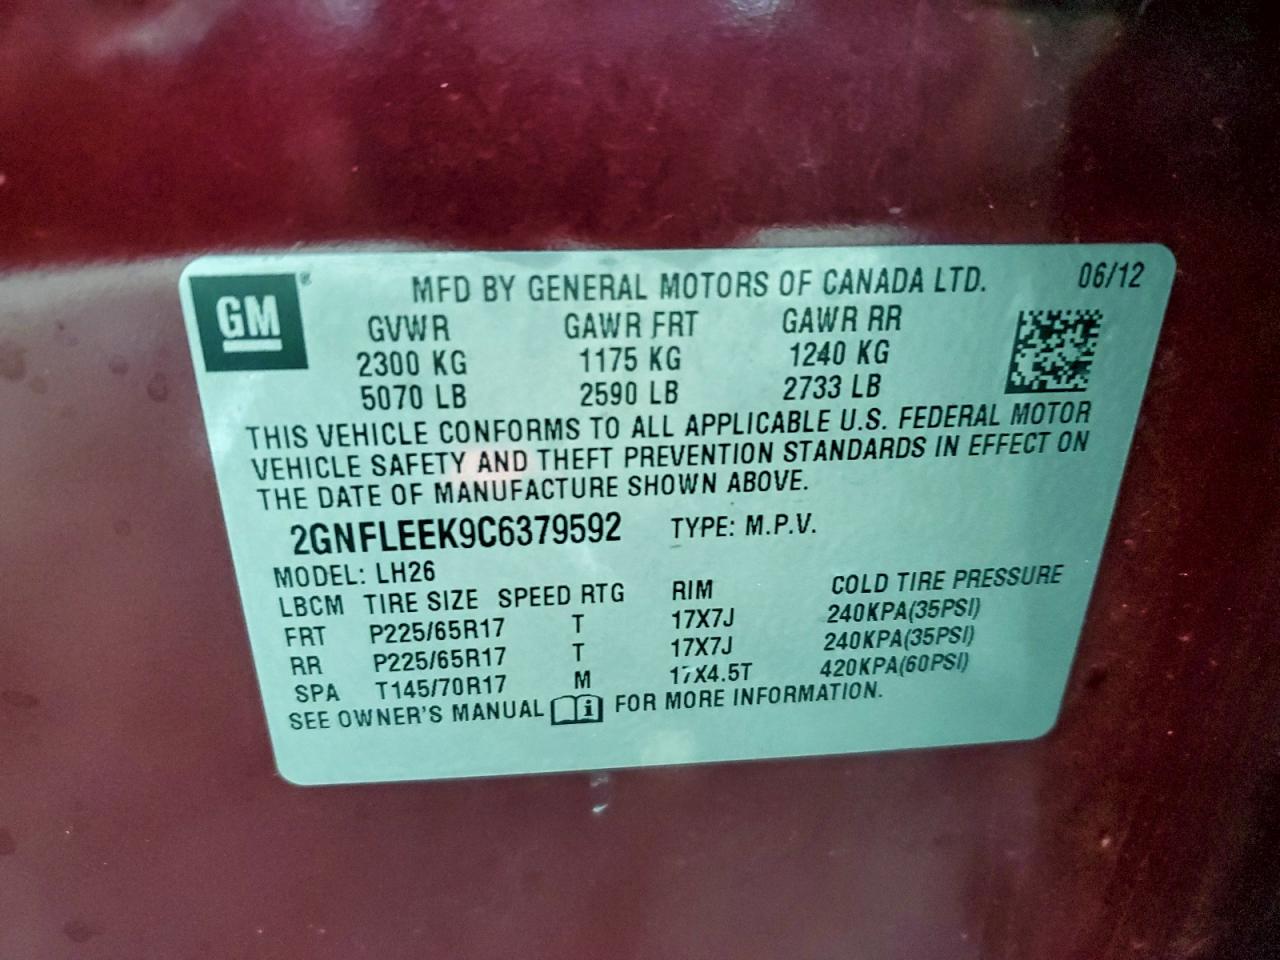 GM® MFD BY GENERAL MOTORS OF CANADA LTD. 06/12
GVWR GAWR FRT GAWR RR
2300 KG 1175 KG 1240 KG
5070 LB 2590 LB 2733 LB
THIS VEHICLE CONFORMS TO ALL APPLICABLE U.S. FEDERAL MOTOR
VEHICLE SAFETY AND THEFT PREVENTION STANDARDS IN EFFECT ON
THE DATE OF MANUFACTURE SHOWN ABOVE.
2GNFLEEK9C6379592 TYPE: M.P.V.
MODEL: LH26
LBCM TIRE SIZE SPEED RTG RIM COLD TIRE PRESSURE
FRT P225/65R17 T 17X7J 240KPA(35PSI)
RR P225/65R17 T 17X7J 240KPA(35PSI)
SPA T145/70R17 M 17X4.5T 420KPA(60PSI)
SEE OWNER'S MANUAL i FOR MORE INFORMATION.